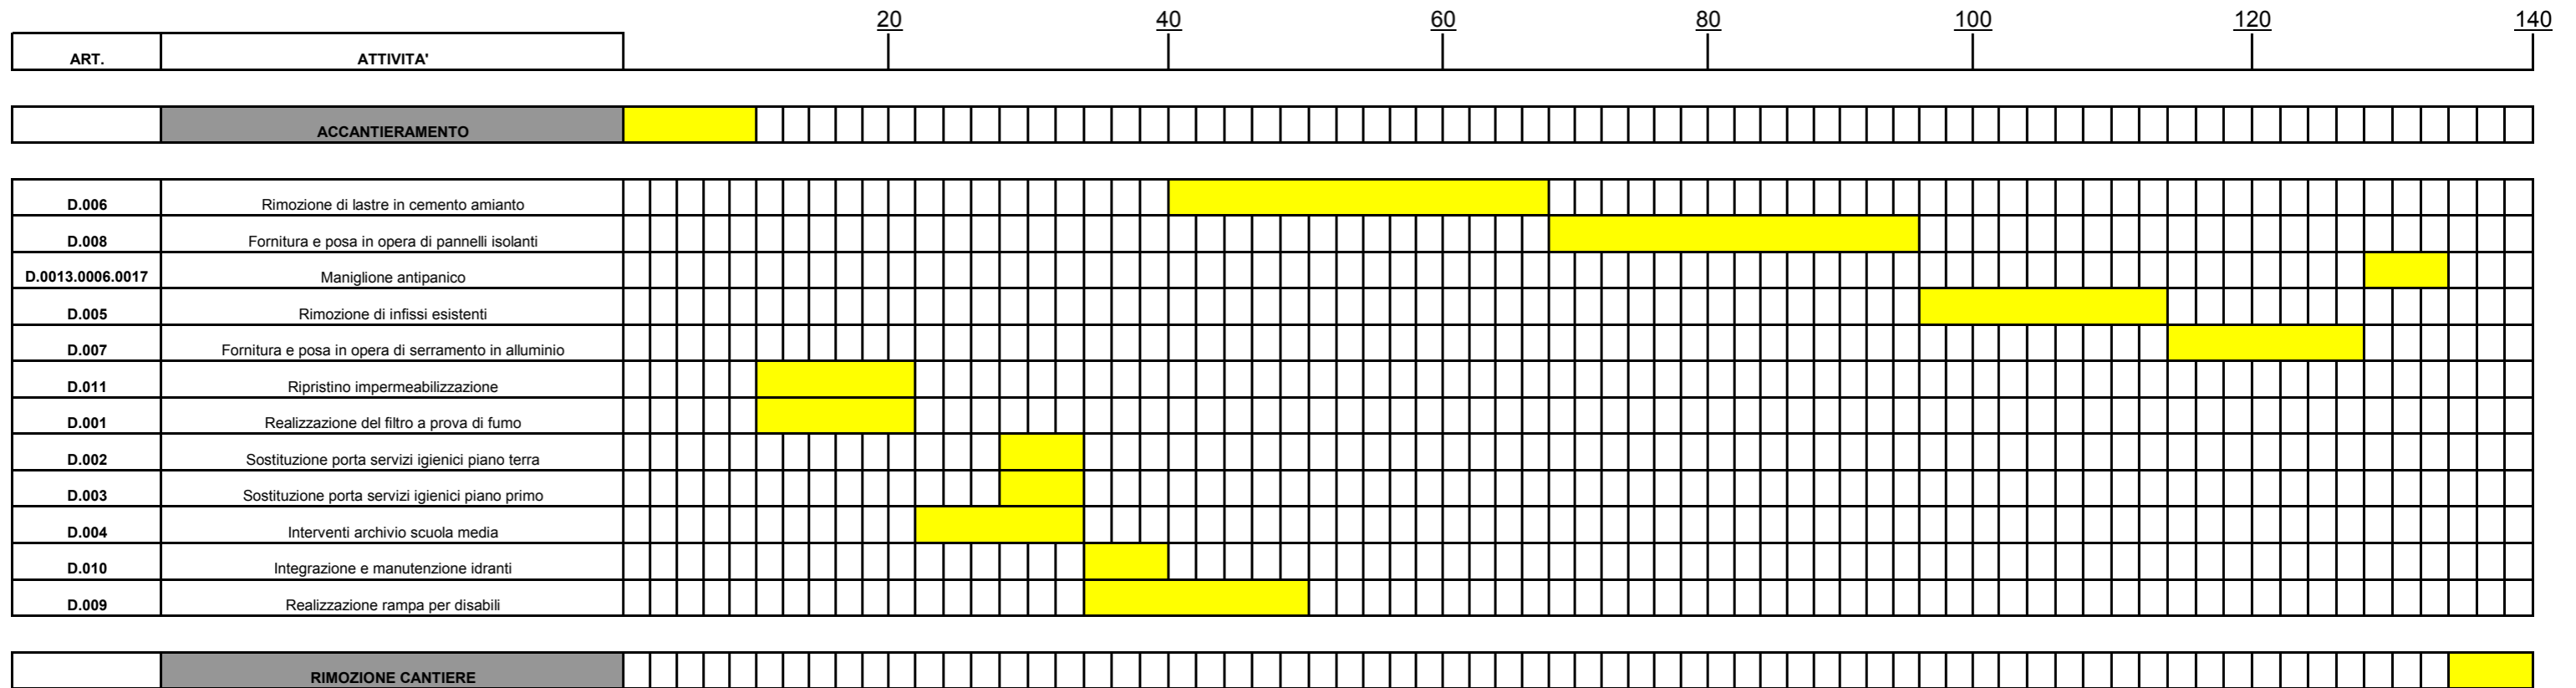 20 40 60 80 100 120 140
ART. ATTIVITA'
ACCANTIERAMENTO
D.006 Rimozione di lastre in cemento amianto
D.008 Fornitura e posa in opera di pannelli isolanti
D.0013.0006.0017 Maniglione antipanico
D.005 Rimozione di infissi esistenti
D.007 Fornitura e posa in opera di serramento in alluminio
D.011 Ripristino impermeabilizzazione
D.001 Realizzazione del filtro a prova di fumo
D.002 Sostituzione porta servizi igienici piano terra
D.003 Sostituzione porta servizi igienici piano primo
D.004 Interventi archivio scuola media
D.010 Integrazione e manutenzione idranti
D.009 Realizzazione rampa per disabili
RIMOZIONE CANTIERE